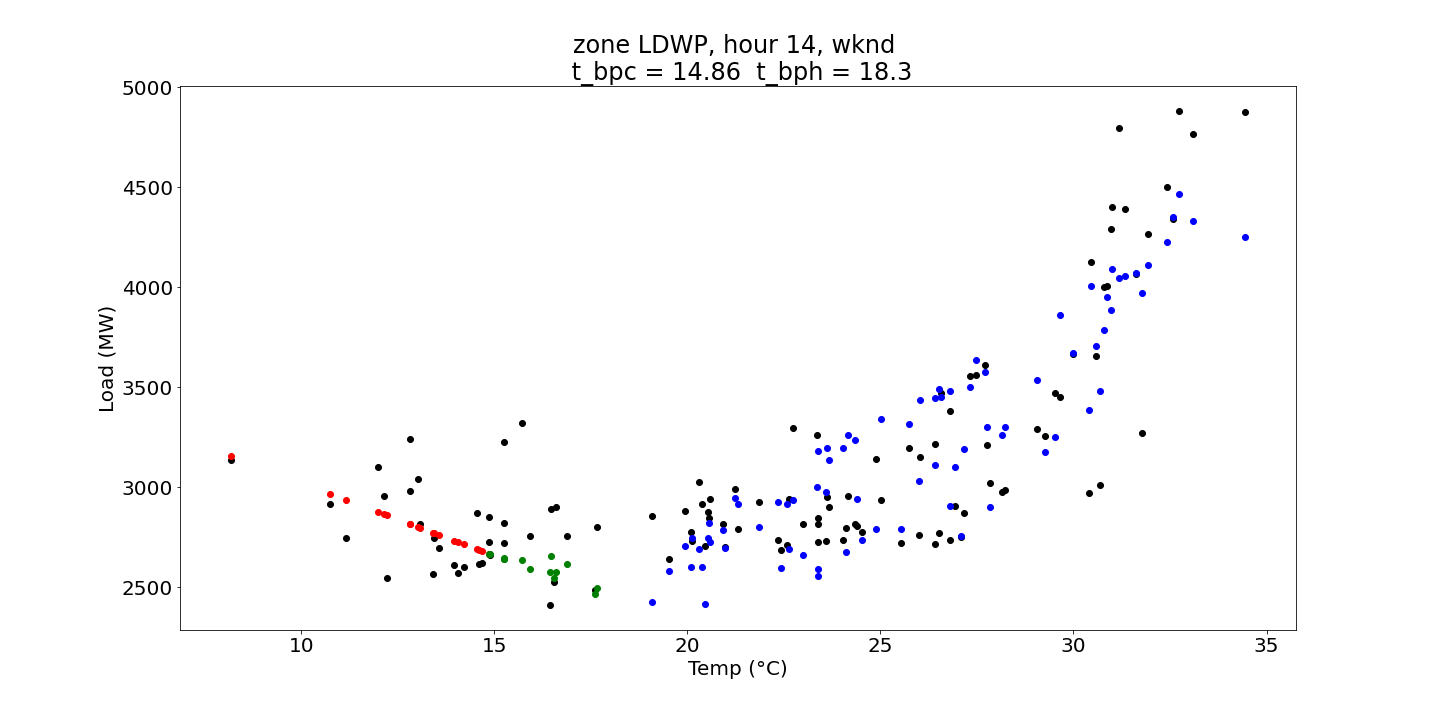 zone LDWP, hour 14, wknd
t_bpc = 14.86 t_bph = 18.3
5000
4500
4000
3500
3000
2500
Load (MW)
10 15 20 25 30 35
Temp (°C)